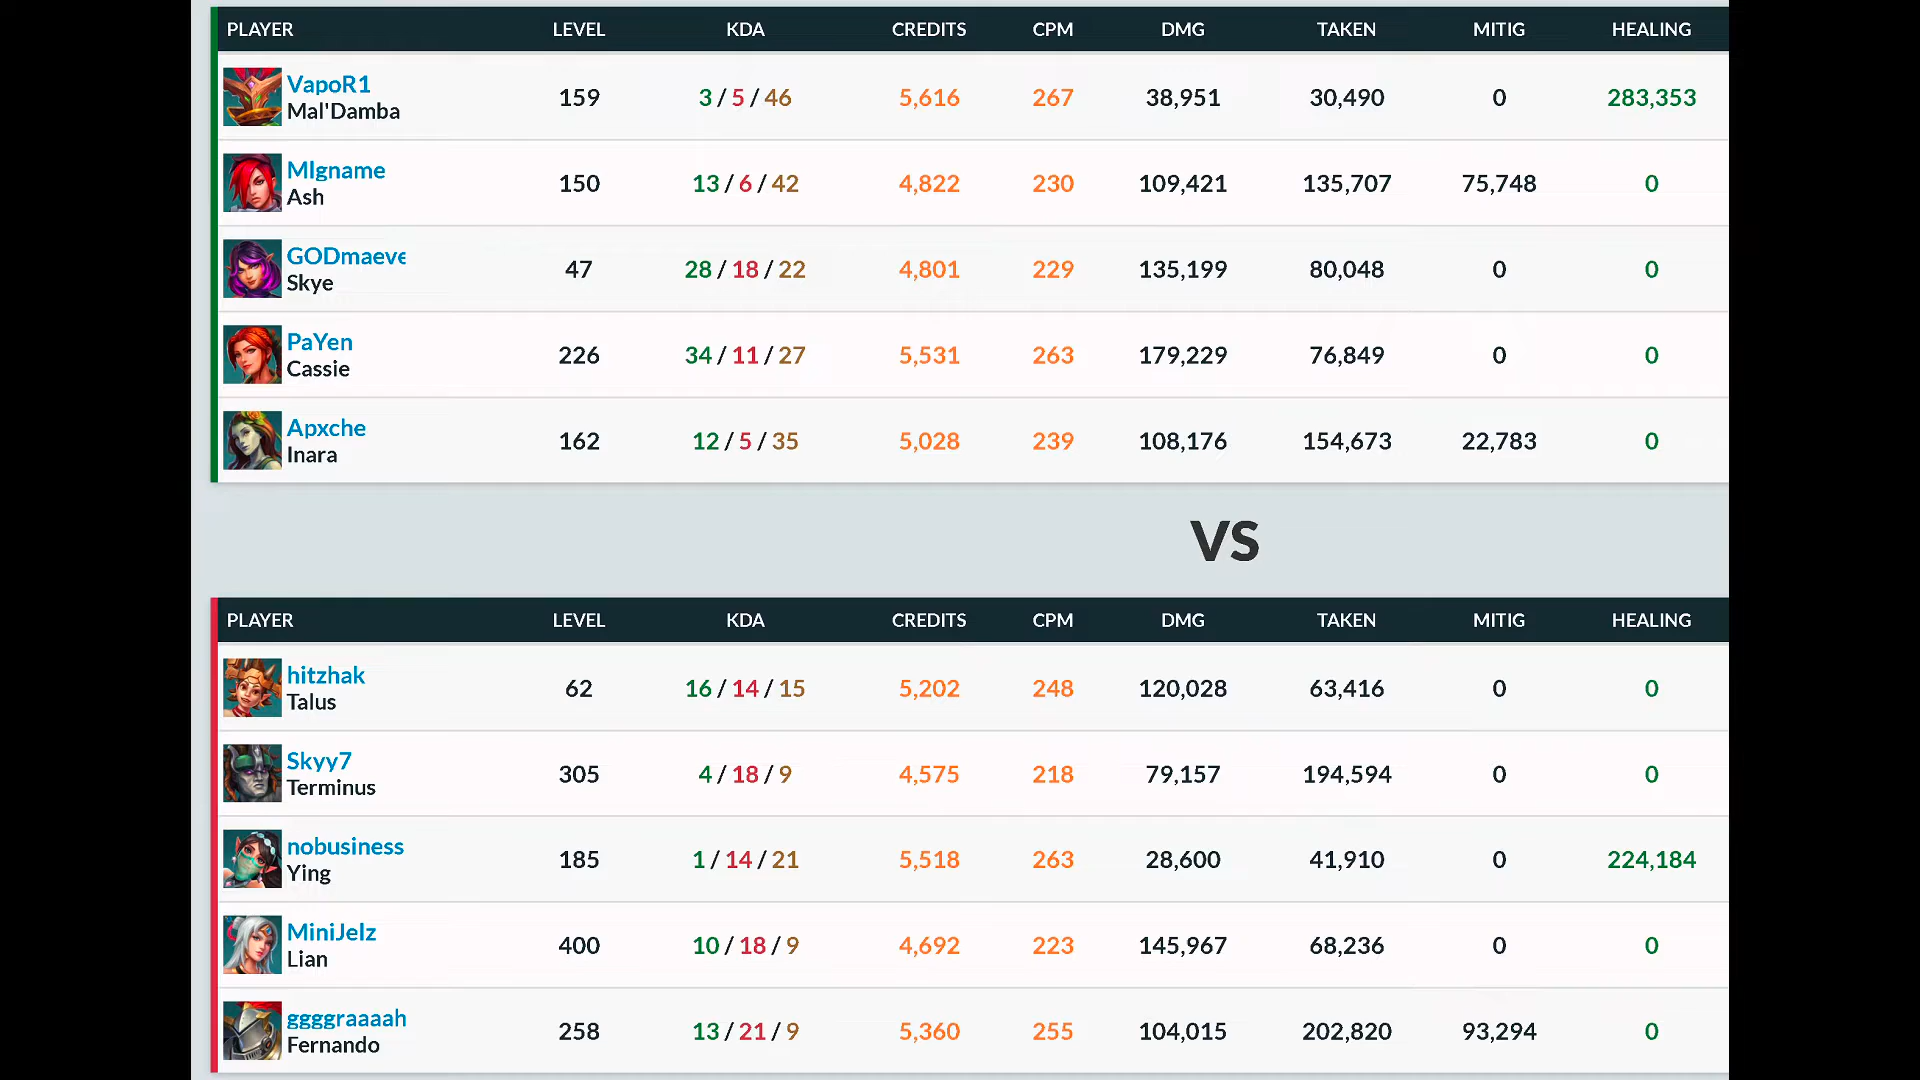 PLAYER LEVEL KDA CREDITS CPM DMG TAKEN MITIG HEALING
VapoR1
Mal'Damba 159 3 / 5 / 46 5,616 267 38,951 30,490 0 283,353
Mlgname
Ash 150 13 / 6 / 42 4,822 230 109,421 135,707 75,748 0
GODmaeve
Skye 47 28 / 18 / 22 4,801 229 135,199 80,048 0 0
PaYen
Cassie 226 34 / 11 / 27 5,531 263 179,229 76,849 0 0
Apxche
Inara 162 12 / 5 / 35 5,028 239 108,176 154,673 22,783 0
VS
PLAYER LEVEL KDA CREDITS CPM DMG TAKEN MITIG HEALING
hitzhak
Talus 62 16 / 14 / 15 5,202 248 120,028 63,416 0 0
Skyy7
Terminus 305 4 / 18 / 9 4,575 218 79,157 194,594 0 0
nobusiness
Ying 185 1 / 14 / 21 5,518 263 28,600 41,910 0 224,184
MiniJelz
Lian 400 10 / 18 / 9 4,692 223 145,967 68,236 0 0
ggggraaaah
Fernando 258 13 / 21 / 9 5,360 255 104,015 202,820 93,294 0